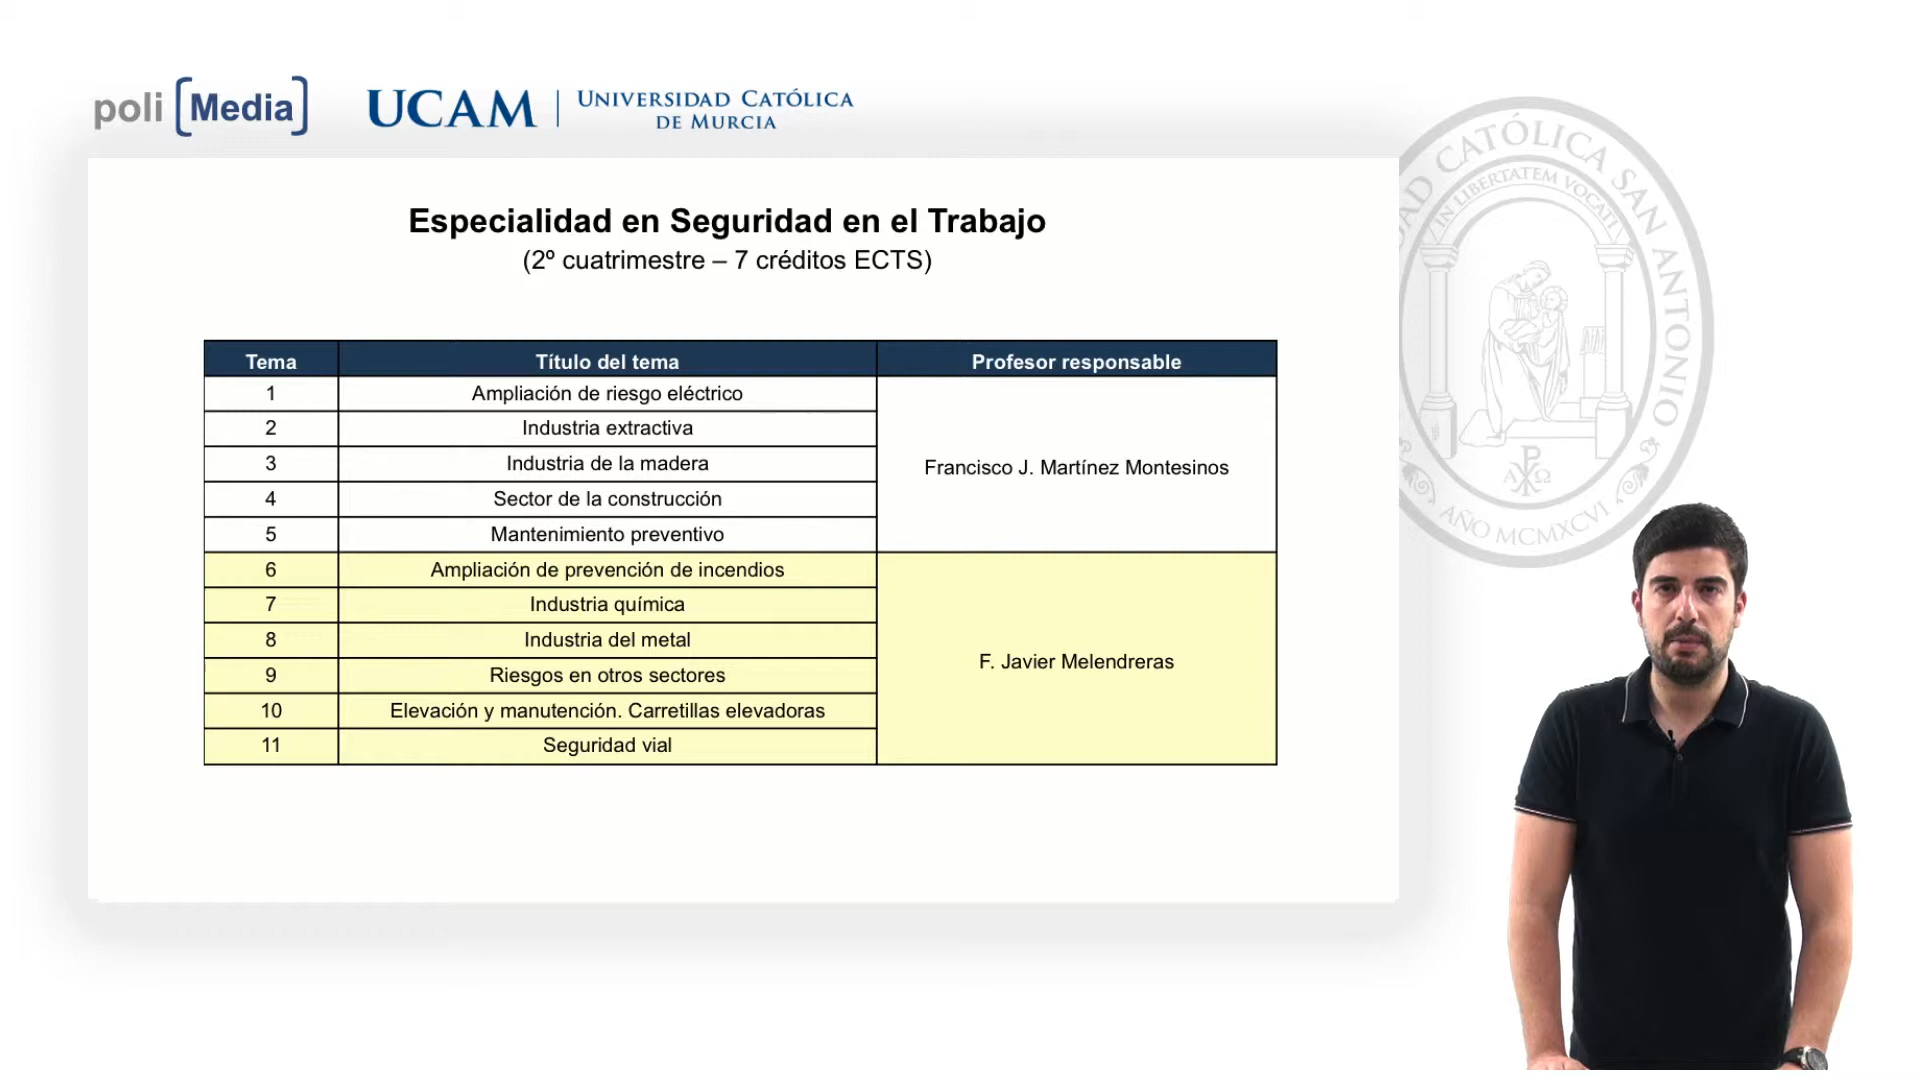 poli [Media]
UCAM | UNIVERSIDAD CATÓLICA
DE MURCIA
Especialidad en Seguridad en el Trabajo
(2º cuatrimestre – 7 créditos ECTS)
Tema Título del tema Profesor responsable
1 Ampliación de riesgo eléctrico
2 Industria extractiva
3 Industria de la madera
Francisco J. Martínez Montesinos
4 Sector de la construcción
5 Mantenimiento preventivo
6 Ampliación de prevención de incendios
7 Industria química
8 Industria del metal
F. Javier Melendreras
9 Riesgos en otros sectores
10 Elevación y manutención. Carretillas elevadoras
11 Seguridad vial
CATÓLICA SAN ANTONIO
IN LIBERTATEM VOCATI
AÑO MCMXCVI